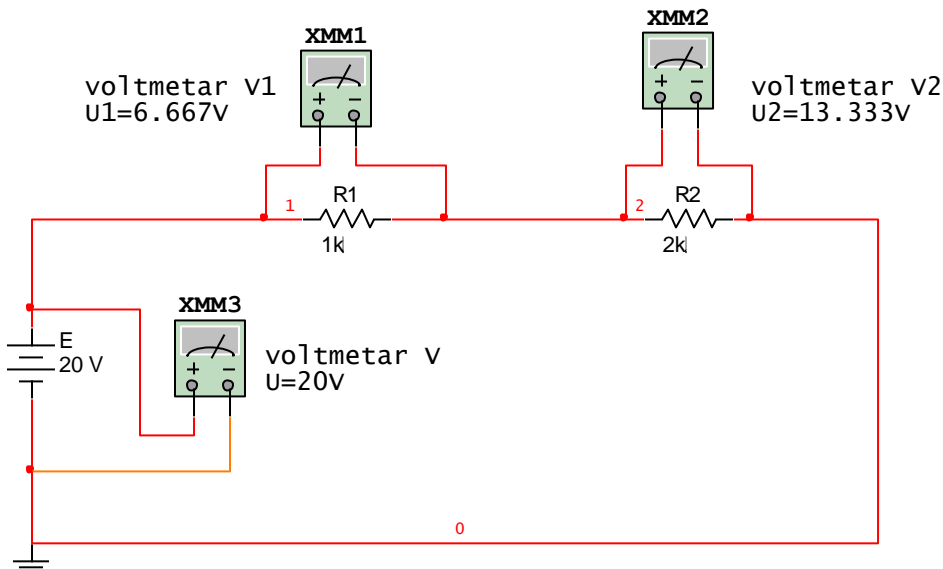 XMM1
voltmetar V1
U1=6.667V
XMM2
voltmetar V2
U2=13.333V
+ −
+ −
1
R1
1k
2
R2
2k
XMM3
+ −
voltmetar V
U=20V
E
20 V
0